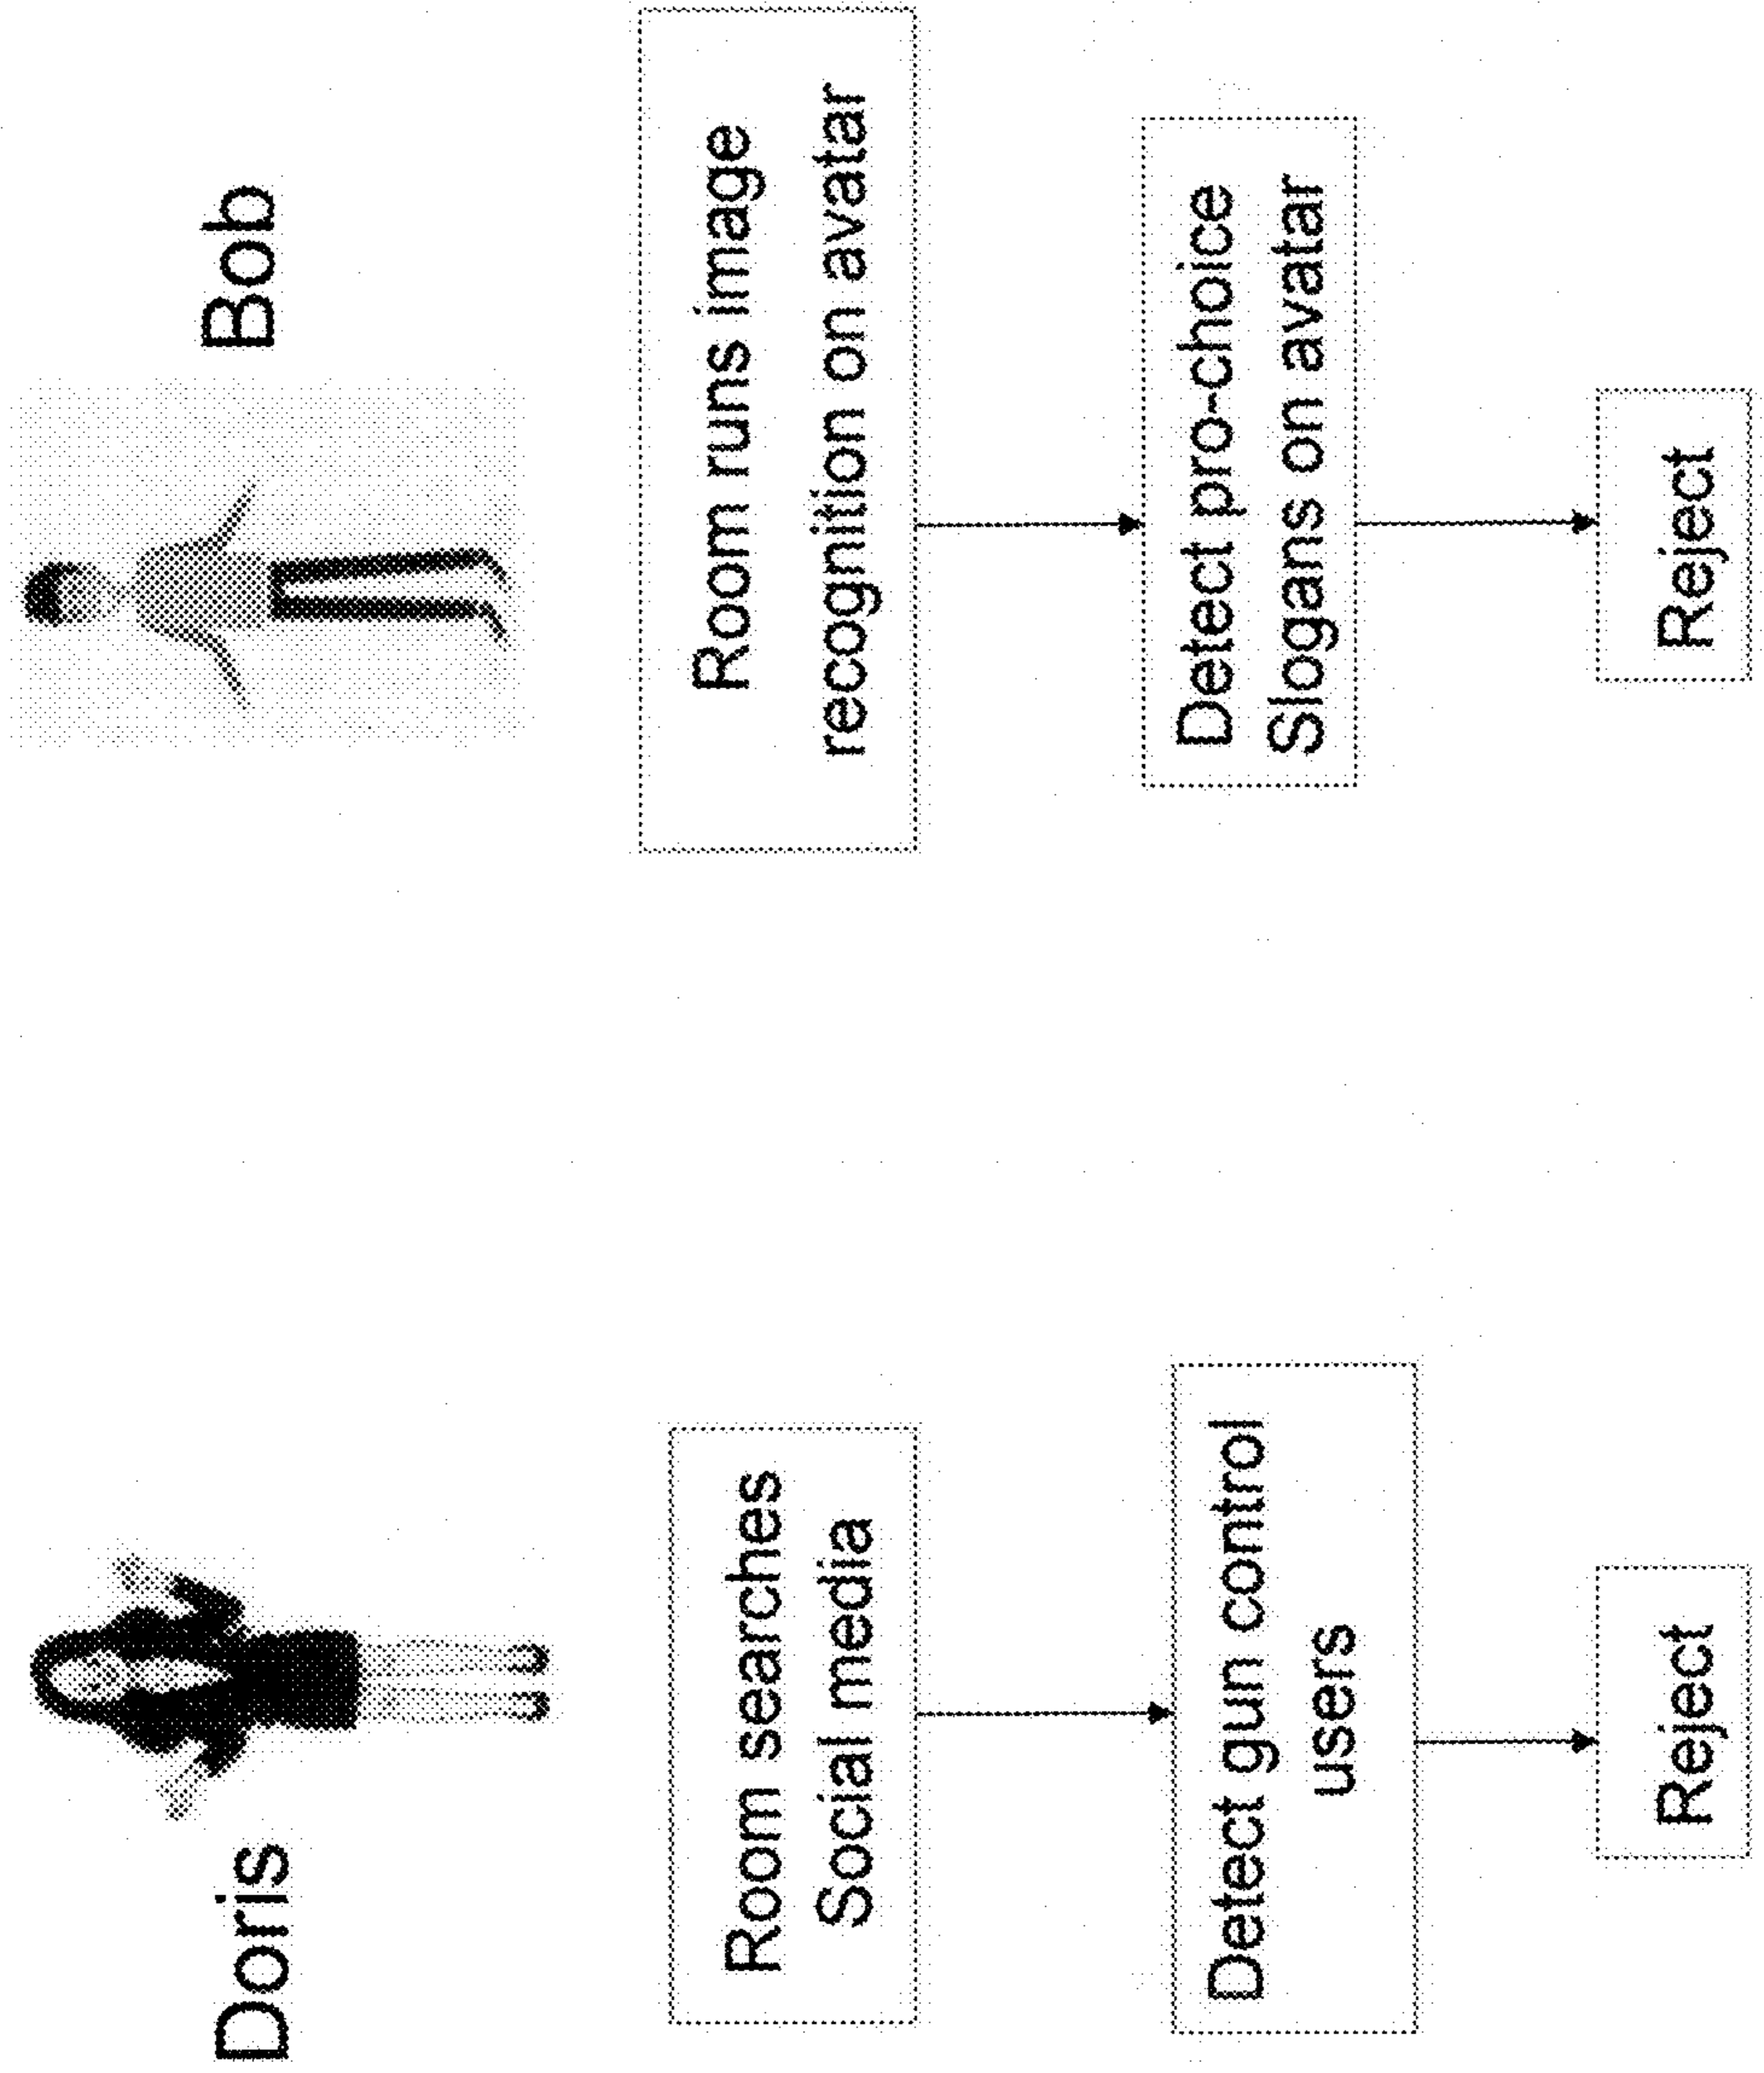 Doris
Room searches
Social media
Detect gun control
users
Reject
Bob
Room runs image
recognition on avatar
Detect pro-choice
Slogans on avatar
Reject